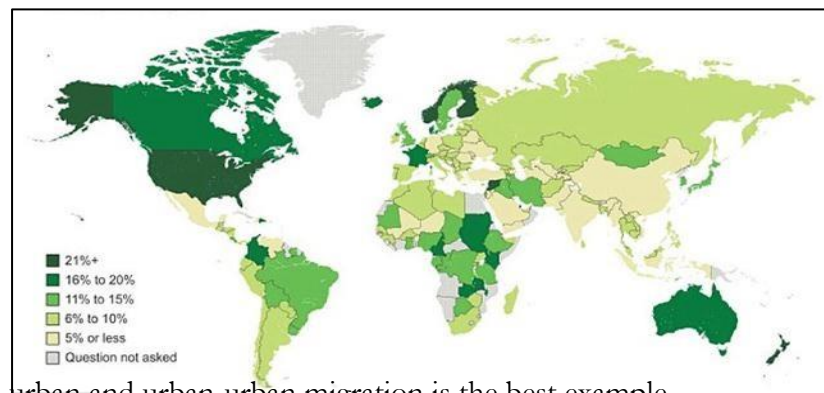 21%+
16% to 20%
11% to 15%
6% to 10%
5% or less
Question not asked
urban and urban-urban migration is the best example